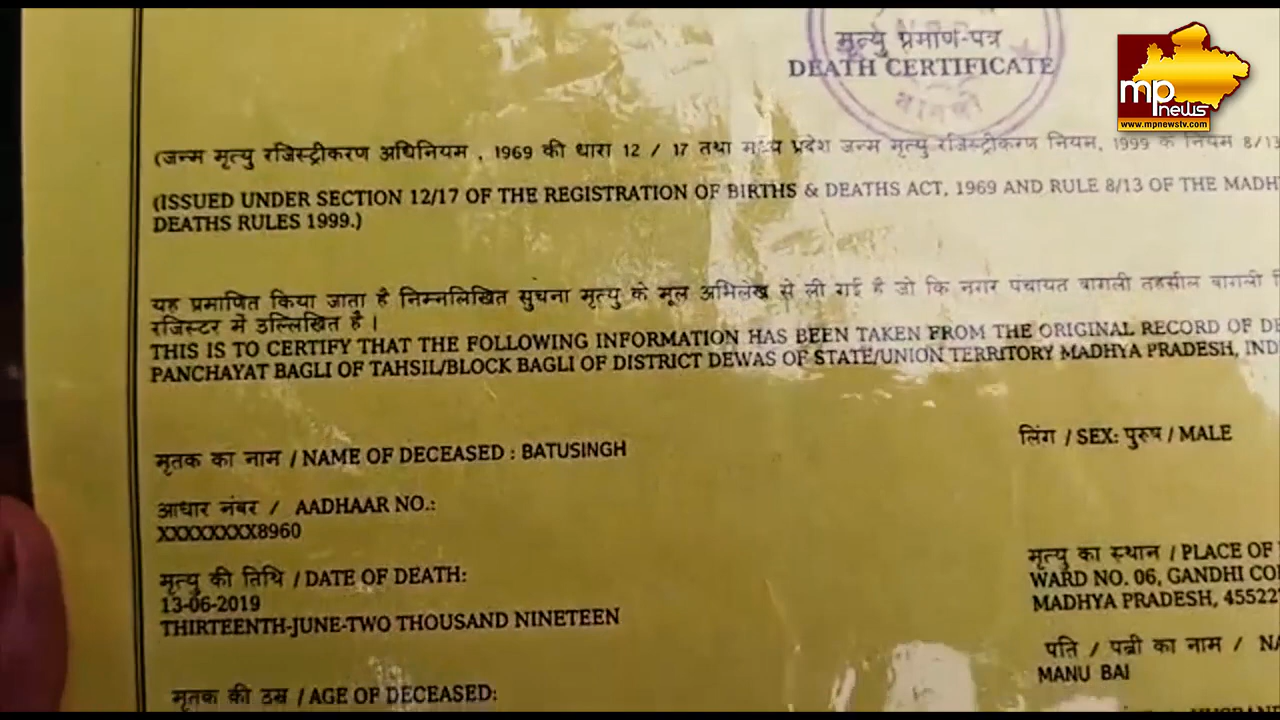 मृत्यु प्रमाण-पत्र
DEATH CERTIFICATE
mp news
www.mpnewstv.com
(जन्म मृत्यु रजिस्ट्रीकरण अधिनियम , 1969 की धारा 12 / 17 तथा मध्य प्रदेश जन्म मृत्यु रजिस्ट्रीकरण नियम, 1999 के नियम 8/13
(ISSUED UNDER SECTION 12/17 OF THE REGISTRATION OF BIRTHS & DEATHS ACT, 1969 AND RULE 8/13 OF THE
DEATHS RULES 1999.)
यह प्रमाणित किया जाता है निम्नलिखित सुचना मृत्यु के मूल अभिलेख से ली गई है जो कि नगर पंचायत बागली तहसील बागली
रजिस्टर में उल्लिखित है ।
THIS IS TO CERTIFY THAT THE FOLLOWING INFORMATION HAS BEEN TAKEN FROM THE ORIGINAL RECORD OF
PANCHAYAT BAGLI OF TAHSIL/BLOCK BAGLI OF DISTRICT DEWAS OF STATE/UNION TERRITORY MADHYA PRADESH,
मृतक का नाम / NAME OF DECEASED : BATUSINGH
लिंग / SEX: पुरुष / MALE
आधार नंबर / AADHAAR NO.:
XXXXXXXX8960
मृत्यु की तिथि / DATE OF DEATH:
13-06-2019
THIRTEENTH-JUNE-TWO THOUSAND NINETEEN
मृत्यु का स्थान / PLACE OF
WARD NO. 06, GANDHI
MADHYA PRADESH, 45522
पति / पत्नी का नाम /
MANU BAI
मृतक की उम्र / AGE OF DECEASED: